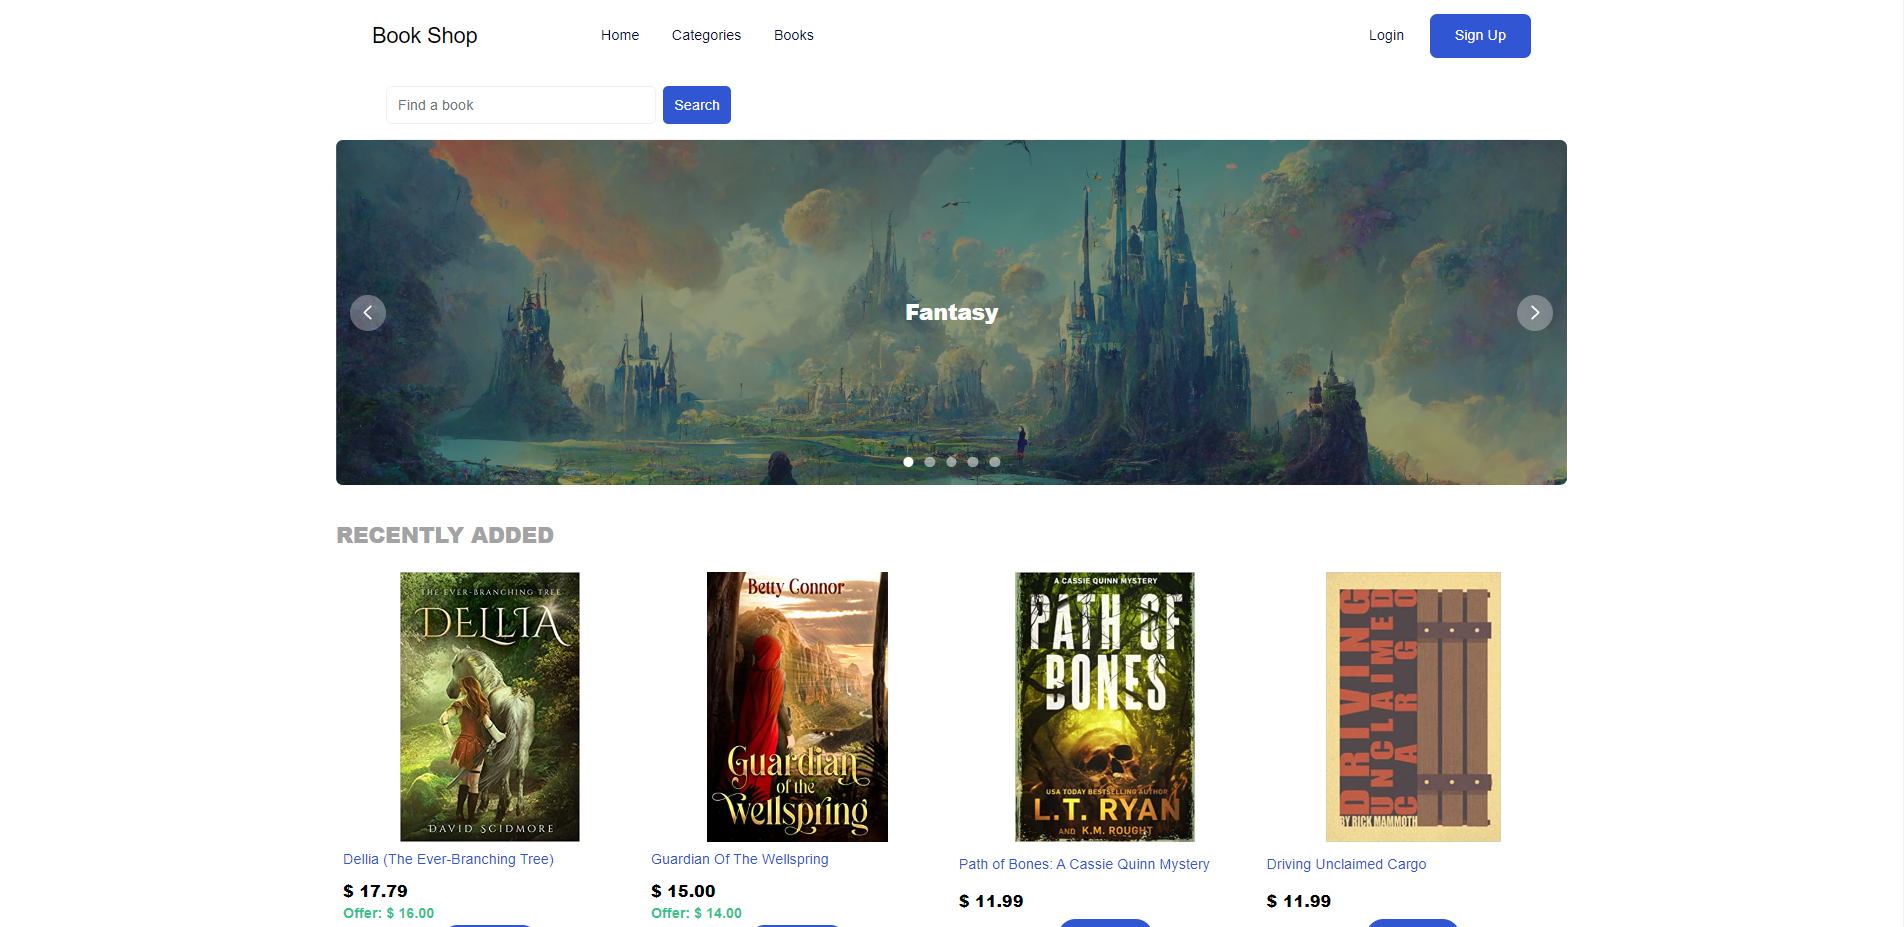 Book Shop
Home
Categories
Books
Login
Sign Up
Find a book
Search
Fantasy
RECENTLY ADDED
THE EVER-BRANCHING TREE
DELLIA
DAVID SCIDMORE
Betty Connor
Guardian
of the
Wellspring
A CASSIE QUINN MYSTERY
PATH OF
BONES
USA TODAY BESTSELLING AUTHOR
L.T. RYAN
AND K.M. ROUGHT
DRIVING
UNCLAIMED
CARGO
BY RICK MAMMOTH
Dellia (The Ever-Branching Tree)
$ 17.79
Offer: $ 16.00
Guardian Of The Wellspring
$ 15.00
Offer: $ 14.00
Path of Bones: A Cassie Quinn Mystery
$ 11.99
Driving Unclaimed Cargo
$ 11.99